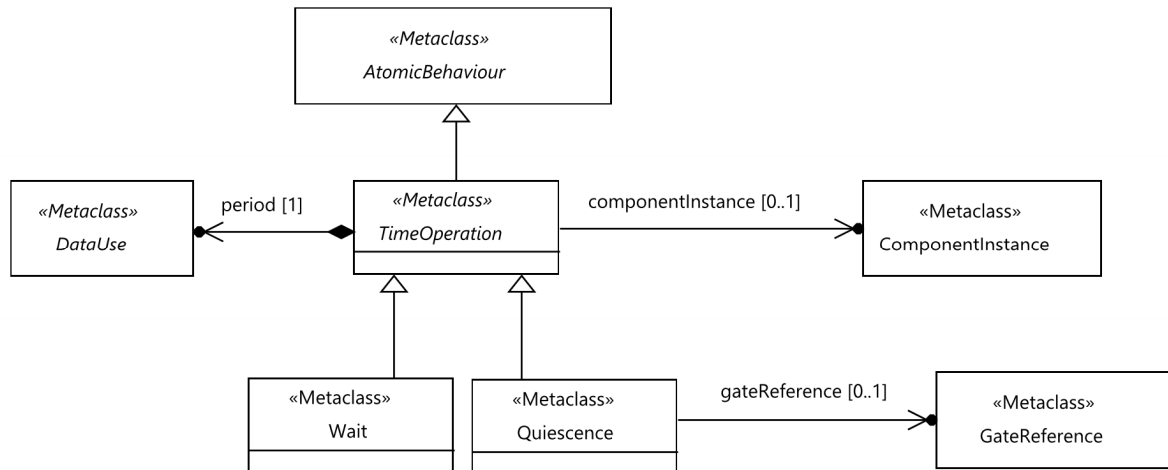 «Metaclass»
AtomicBehaviour
«Metaclass»
DataUse
period [1]
«Metaclass»
TimeOperation
componentInstance [0..1]
«Metaclass»
ComponentInstance
«Metaclass»
Wait
«Metaclass»
Quiescence
gateReference [0..1]
«Metaclass»
GateReference